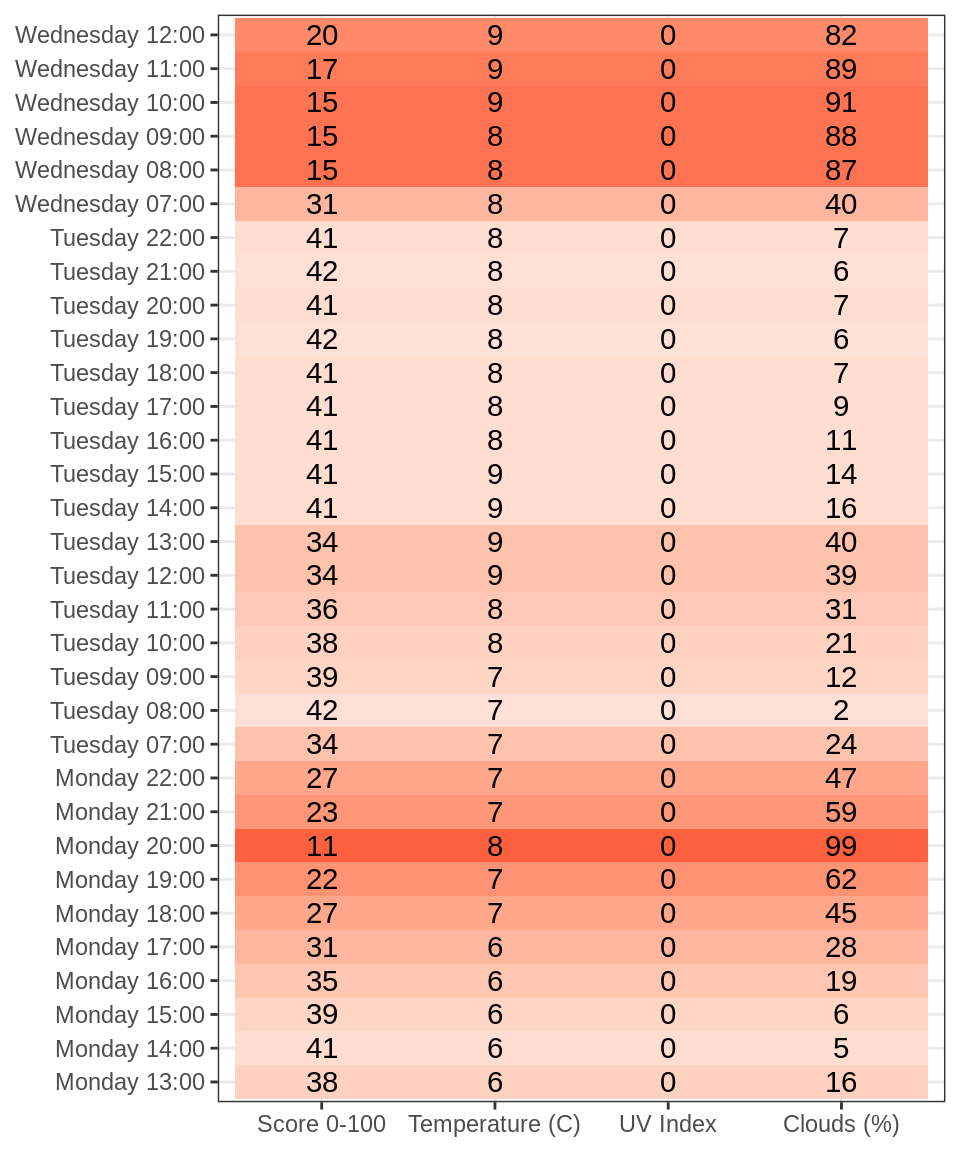 Wednesday 12:00 20 9 0 82
Wednesday 11:00 17 9 0 89
Wednesday 10:00 15 9 0 91
Wednesday 09:00 15 8 0 88
Wednesday 08:00 15 8 0 87
Wednesday 07:00 31 8 0 40
Tuesday 22:00 41 8 0 7
Tuesday 21:00 42 8 0 6
Tuesday 20:00 41 8 0 7
Tuesday 19:00 42 8 0 6
Tuesday 18:00 41 8 0 7
Tuesday 17:00 41 8 0 9
Tuesday 16:00 41 8 0 11
Tuesday 15:00 41 9 0 14
Tuesday 14:00 41 9 0 16
Tuesday 13:00 34 9 0 40
Tuesday 12:00 34 9 0 39
Tuesday 11:00 36 8 0 31
Tuesday 10:00 38 8 0 21
Tuesday 09:00 39 7 0 12
Tuesday 08:00 42 7 0 2
Tuesday 07:00 34 7 0 24
Monday 22:00 27 7 0 47
Monday 21:00 23 7 0 59
Monday 20:00 11 8 0 99
Monday 19:00 22 7 0 62
Monday 18:00 27 7 0 45
Monday 17:00 31 6 0 28
Monday 16:00 35 6 0 19
Monday 15:00 39 6 0 6
Monday 14:00 41 6 0 5
Monday 13:00 38 6 0 16
Score 0-100 Temperature (C) UV Index Clouds (%)